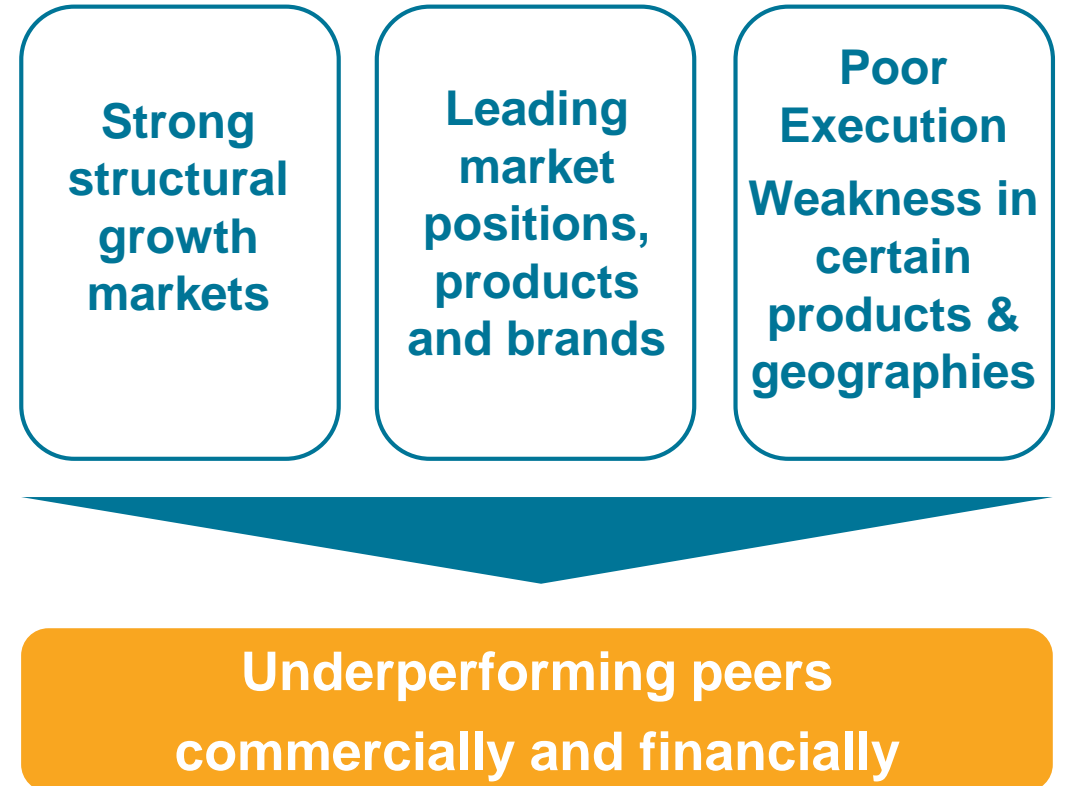 Strong
structural
growth
markets
Leading
market
positions,
products
and brands
Poor
Execution
Weakness in
certain
products &
geographies
Underperforming peers
commercially and financially